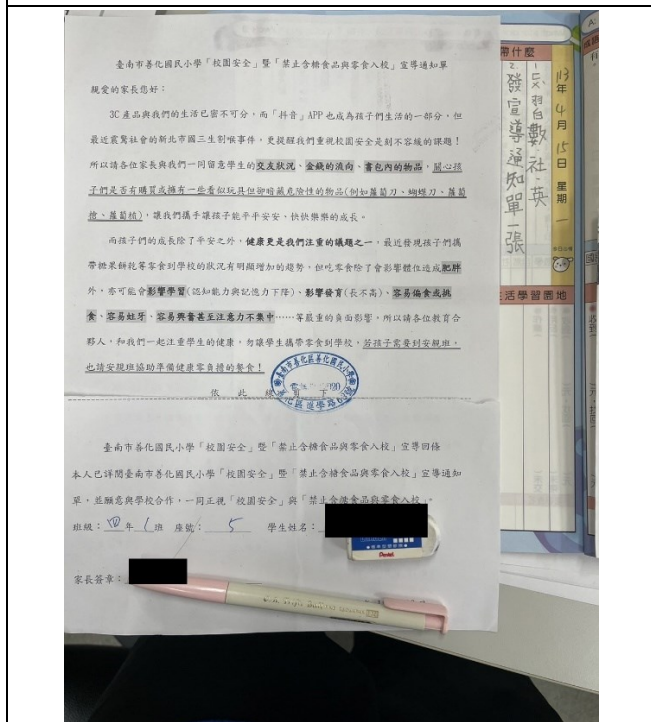 臺南市善化國民小學「校園安全」暨「禁止含糖食品與零食入校」宣導通知單
親愛的家長您好：
3C產品與我們的生活已密不可分，而「抖音」APP也成為孩子們生活的一部分，但
最近震驚社會的新北市國三生割喉事件，更提醒我們重視校園安全是刻不容緩的課題！
所以請各位家長與我們一同留意學生的交友狀況、金錢的流向、書包內的物品，關心孩
子們是否有購買或擁有一些看似玩具但卻暗藏危險性的物品(例如蘿蔔刀、蝴蝶刀、蘿蔔
槍、蘿蔔槌)，讓我們攜手讓孩子能平平安安、快快樂樂的成長。
而孩子們的成長除了平安之外，健康更是我們注重的議題之一，最近發現孩子們攜
帶糖果餅乾等零食到學校的狀況有明顯增加的趨勢，但吃零食除了會影響體位造成肥胖
外，亦可能會影響學習(認知能力與記憶力下降)、影響發育(長不高)、容易偏食或挑
食、容易蛀牙、容易興奮甚至注意力不集中……等嚴重的負面影響，所以請各位教育合
夥人，和我們一起注重學生的健康，勿讓學生攜帶零食到學校，若孩子需要到安親班，
也請安親班協助準備健康零負擔的餐食！
依 此 線
臺南市善化國民小學「校園安全」暨「禁止含糖食品與零食入校」宣導回條
本人已詳閱臺南市善化國民小學「校園安全」暨「禁止含糖食品與零食入校」宣導通知
單，並願意與學校合作，一同正視「校園安全」與「禁止含糖食品與零食入校」。
班級：四年1班 座號：5 學生姓名：
家長簽章：
Pentel
帶什麼
113年4月15日 星期一
1.
數、社、英
2.
發宣導通知單一張
活學習園地